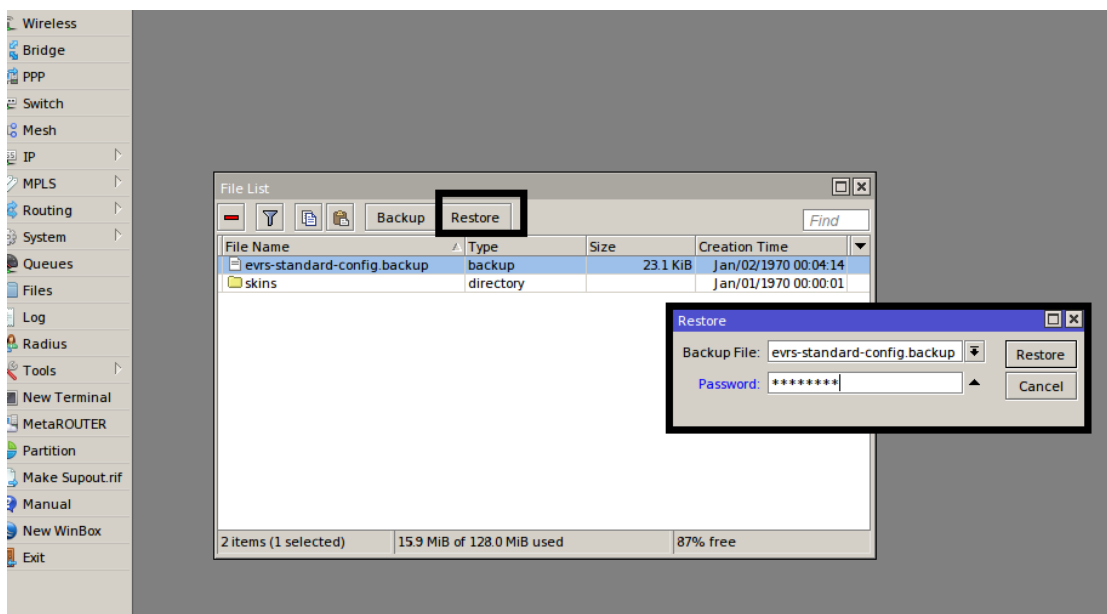 Wireless
Bridge
PPP
Switch
Mesh
IP
MPLS
Routing
System
Queues
Files
Log
Radius
Tools
New Terminal
MetaROUTER
Partition
Make Supout.rif
Manual
New WinBox
Exit
File List
Backup Restore Find
File Name Type Size Creation Time
evrs-standard-config.backup backup 23.1 KiB Jan/02/1970 00:04:14
skins directory Jan/01/1970 00:00:01
2 items (1 selected) 15.9 MiB of 128.0 MiB used 87% free
Restore
Backup File: evrs-standard-config.backup Restore
Password: ******** Cancel